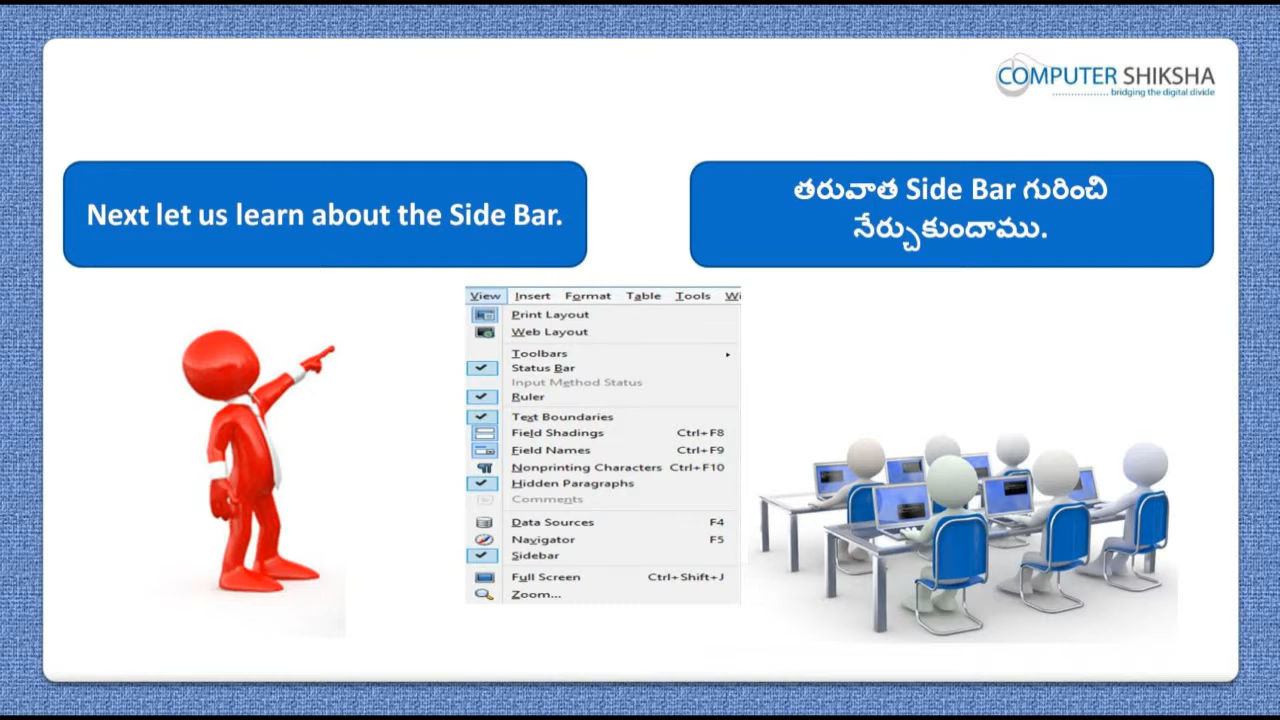 COMPUTER SHIKSHA
bridging the digital divide
Next let us learn about the Side Bar.
తరువాత Side Bar గురించి
నేర్చుకుందాము.
View Insert Format Table Tools Wi
Print Layout
Web Layout
Toolbars
Status Bar
Input Method Status
Ruler
Text Boundaries
Field Shadings Ctrl+F8
Field Names Ctrl+F9
Nonprinting Characters Ctrl+F10
Hidden Paragraphs
Comments
Data Sources F4
Navigator F5
Sidebar
Full Screen Ctrl+Shift+J
Zoom...